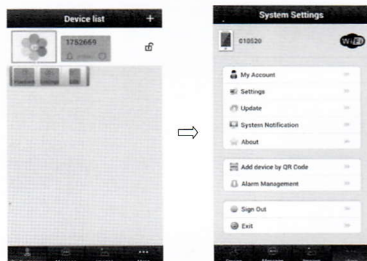 Device list +
1752669
System Settings
010520
WiFi
My Account
Settings
Update
System Notification
About
Add device by QR Code
Alarm Management
Sign Out
Exit